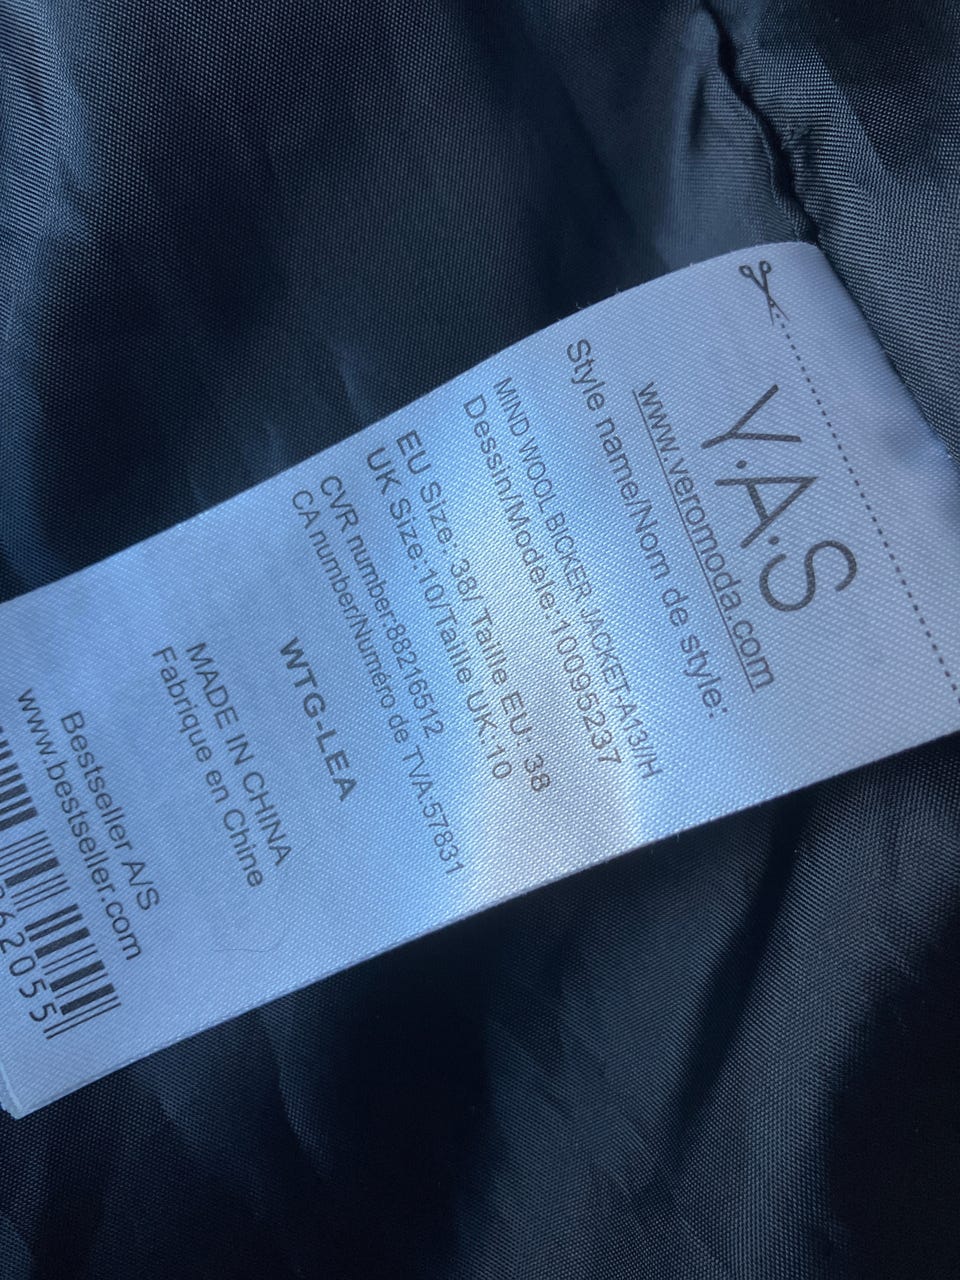 Y.A.S
www.veromoda.com
Style name/Nom de style:
MIND WOOL BICKER JACKET-A13//H
Dessin/Modèle:10095237
EU Size: 38/ Taille EU: 38
UK Size:10/Taille UK:10
CVR number:88216512
CA number/Numéro de TVA:57831
WTG-LEA
MADE IN CHINA
Fabrique en Chine
Bestseller A/S
www.bestseller.com
62055